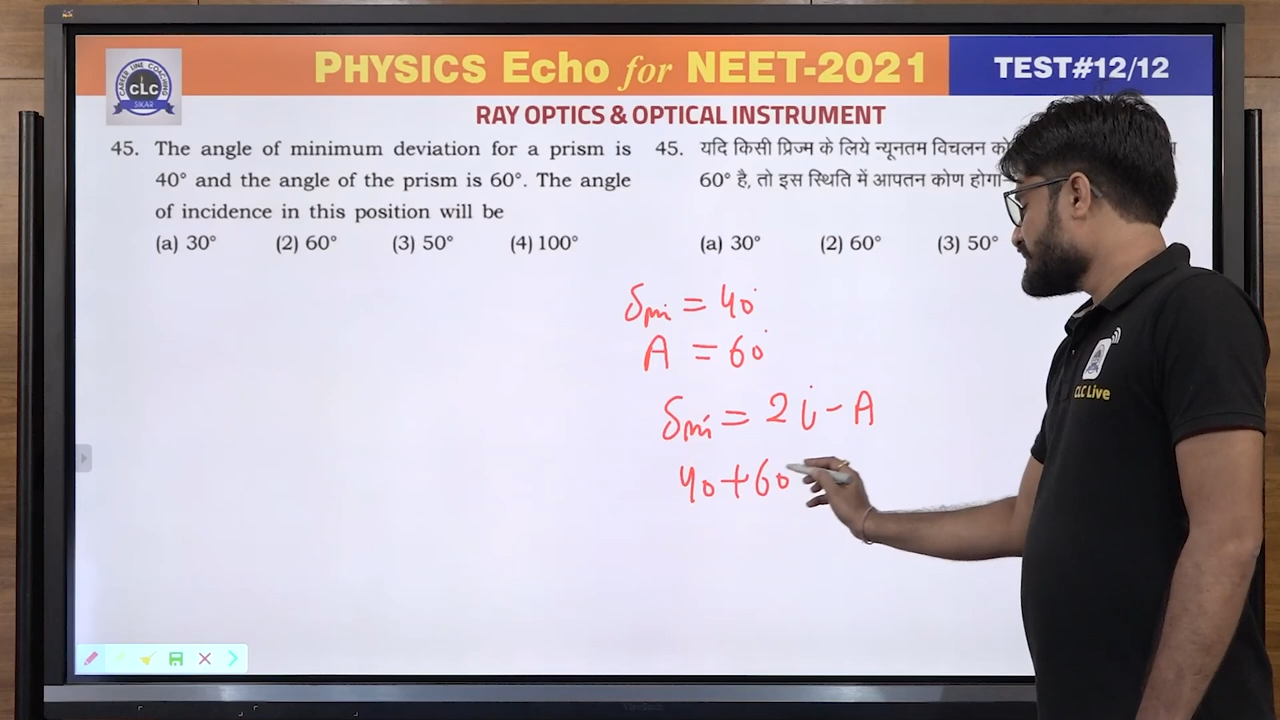 PHYSICS Echo for NEET-2021
TEST#12/12
CAREER LINE COACHING
CLC
SIKAR
RAY OPTICS & OPTICAL INSTRUMENT
45. The angle of minimum deviation for a prism is
40° and the angle of the prism is 60°. The angle
of incidence in this position will be
(a) 30° (2) 60° (3) 50° (4) 100°
45. यदि किसी प्रिज्म के लिये न्यूनतम विचलन को
60° है, तो इस स्थिति में आपतन कोण होगा-
(a) 30° (2) 60° (3) 50°
δmi = 40°
A = 60°
δmi = 2i - A
40+60
CLC Live